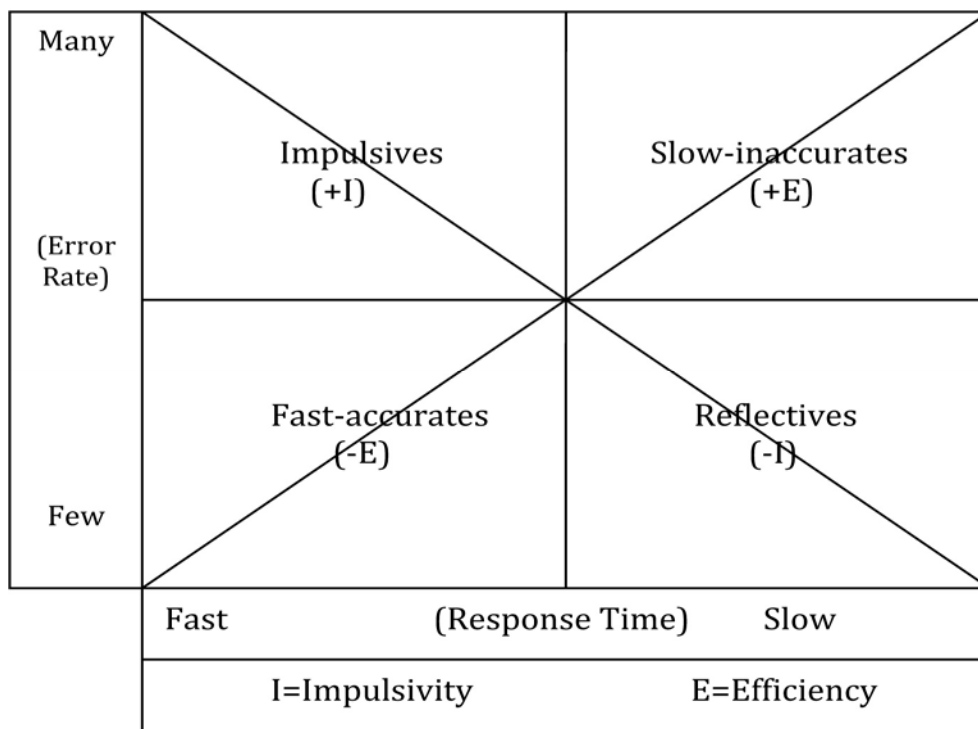 Many
Impulsives
(+I)
Slow-inaccurates
(+E)
(Error
Rate)
Fast-accurates
(-E)
Reflectives
(-I)
Few
Fast (Response Time) Slow
I=Impulsivity E=Efficiency